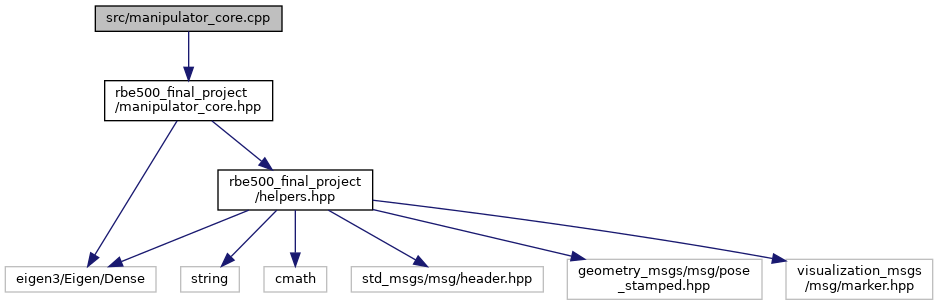 src/manipulator_core.cpp
rbe500_final_project
/manipulator_core.hpp
rbe500_final_project
/helpers.hpp
eigen3/Eigen/Dense
string
cmath
std_msgs/msg/header.hpp
geometry_msgs/msg/pose
_stamped.hpp
visualization_msgs
/msg/marker.hpp